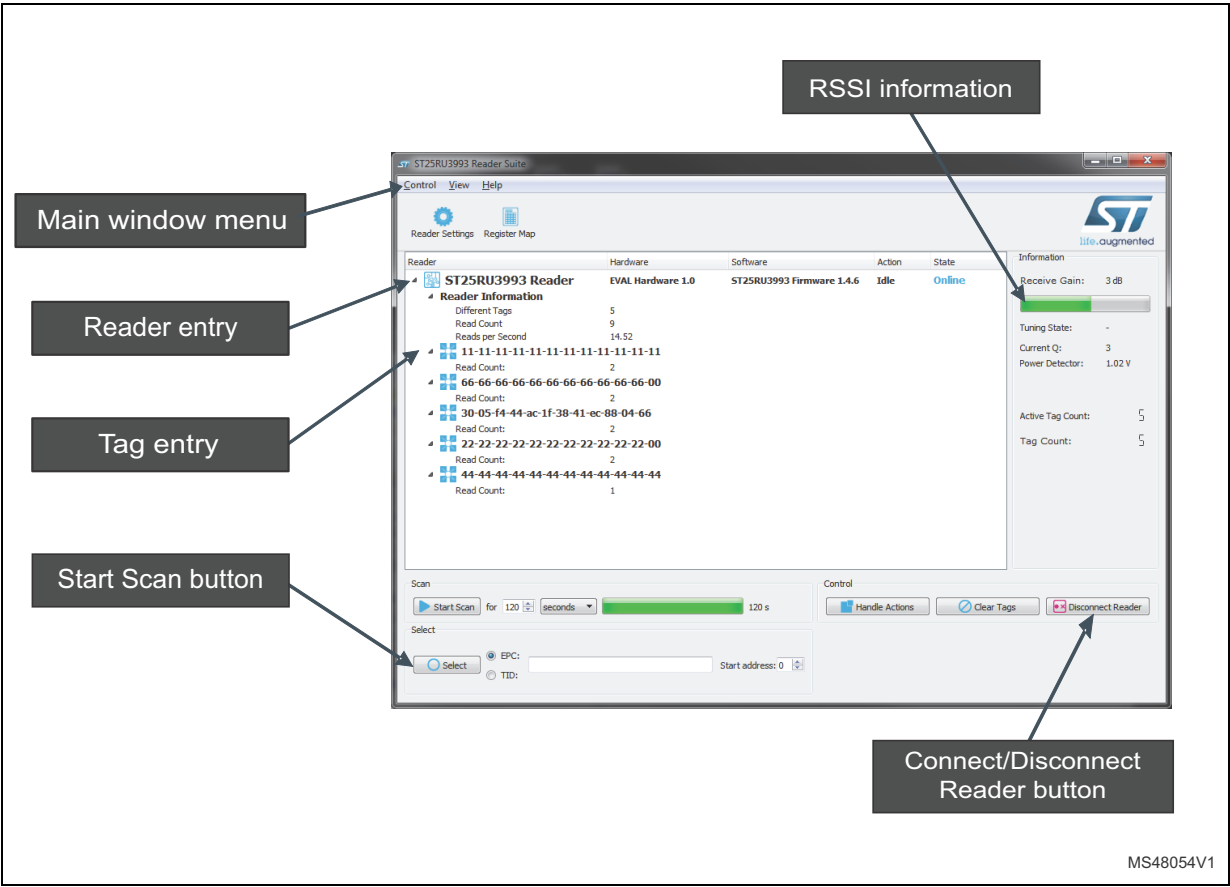 RSSI information
ST25RU3993 Reader Suite
Control View Help
Main window menu
Reader Settings Register Map
ST
life.augmented
Reader Hardware Software Action State
Information
ST25RU3993 Reader EVAL Hardware 1.0 ST25RU3993 Firmware 1.4.6 Idle Online
Receive Gain: 3 dB
Reader Information
Different Tags 5
Read Count 9
Reads per Second 14.52
Reader entry
Tuning State: -
Current Q: 3
Power Detector: 1.02 V
11-11-11-11-11-11-11-11-11-11-11-11
Read Count: 2
66-66-66-66-66-66-66-66-66-66-66-00
Read Count: 2
30-05-f4-44-ac-1f-38-41-ec-88-04-66
Read Count: 2
Active Tag Count: 5
Tag entry
22-22-22-22-22-22-22-22-22-22-22-00
Tag Count: 5
Read Count: 2
44-44-44-44-44-44-44-44-44-44-44-44
Read Count: 1
Start Scan button
Scan
Start Scan for 120 seconds 120 s
Control
Handle Actions Clear Tags Disconnect Reader
Select
Select EPC: Start address: 0
TID:
Connect/Disconnect
Reader button
MS48054V1